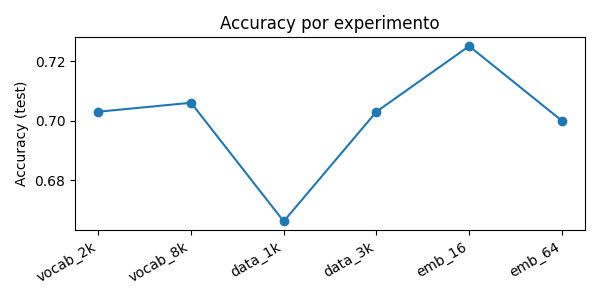 Accuracy por experimento
Accuracy (test)
0.72
0.70
0.68
vocab_2k
vocab_8k
data_1k
data_3k
emb_16
emb_64